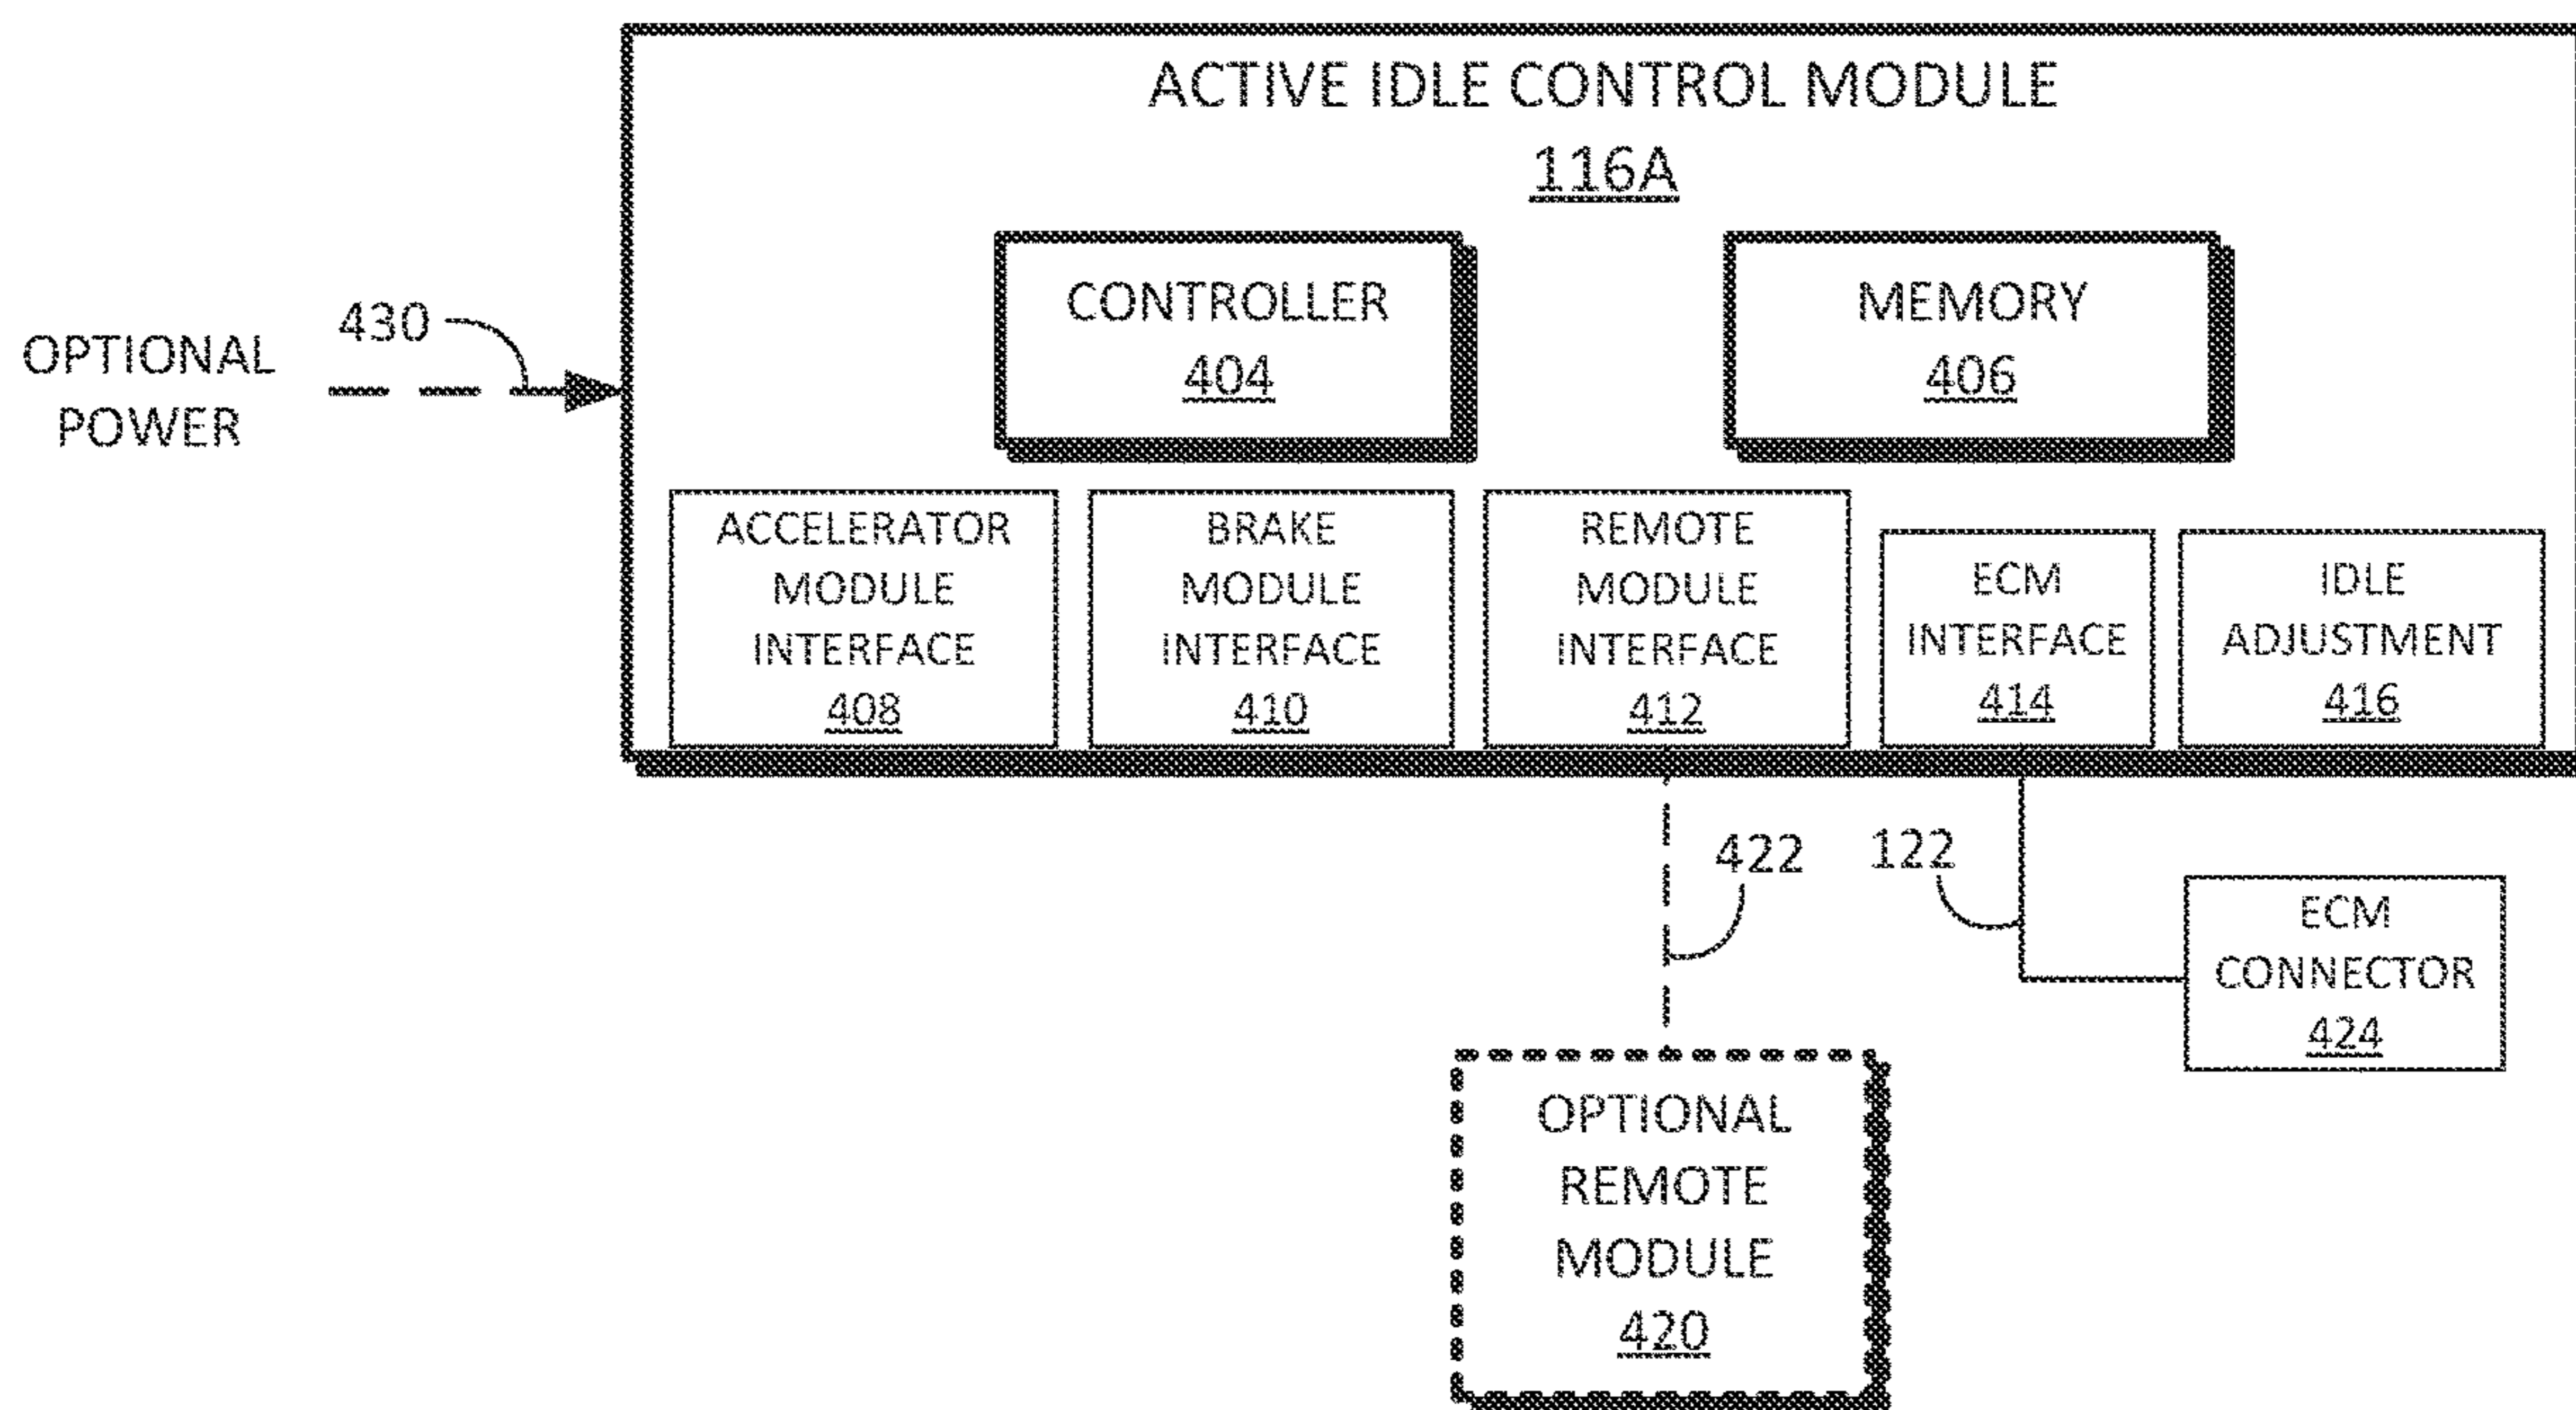 ACTIVE IDLE CONTROL MODULE
116A
CONTROLLER
404
MEMORY
406
430
OPTIONAL
POWER
ACCELERATOR
MODULE
INTERFACE
408
BRAKE
MODULE
INTERFACE
410
REMOTE
MODULE
INTERFACE
412
ECM
INTERFACE
414
IDLE
ADJUSTMENT
416
422
122
ECM
CONNECTOR
424
OPTIONAL
REMOTE
MODULE
420